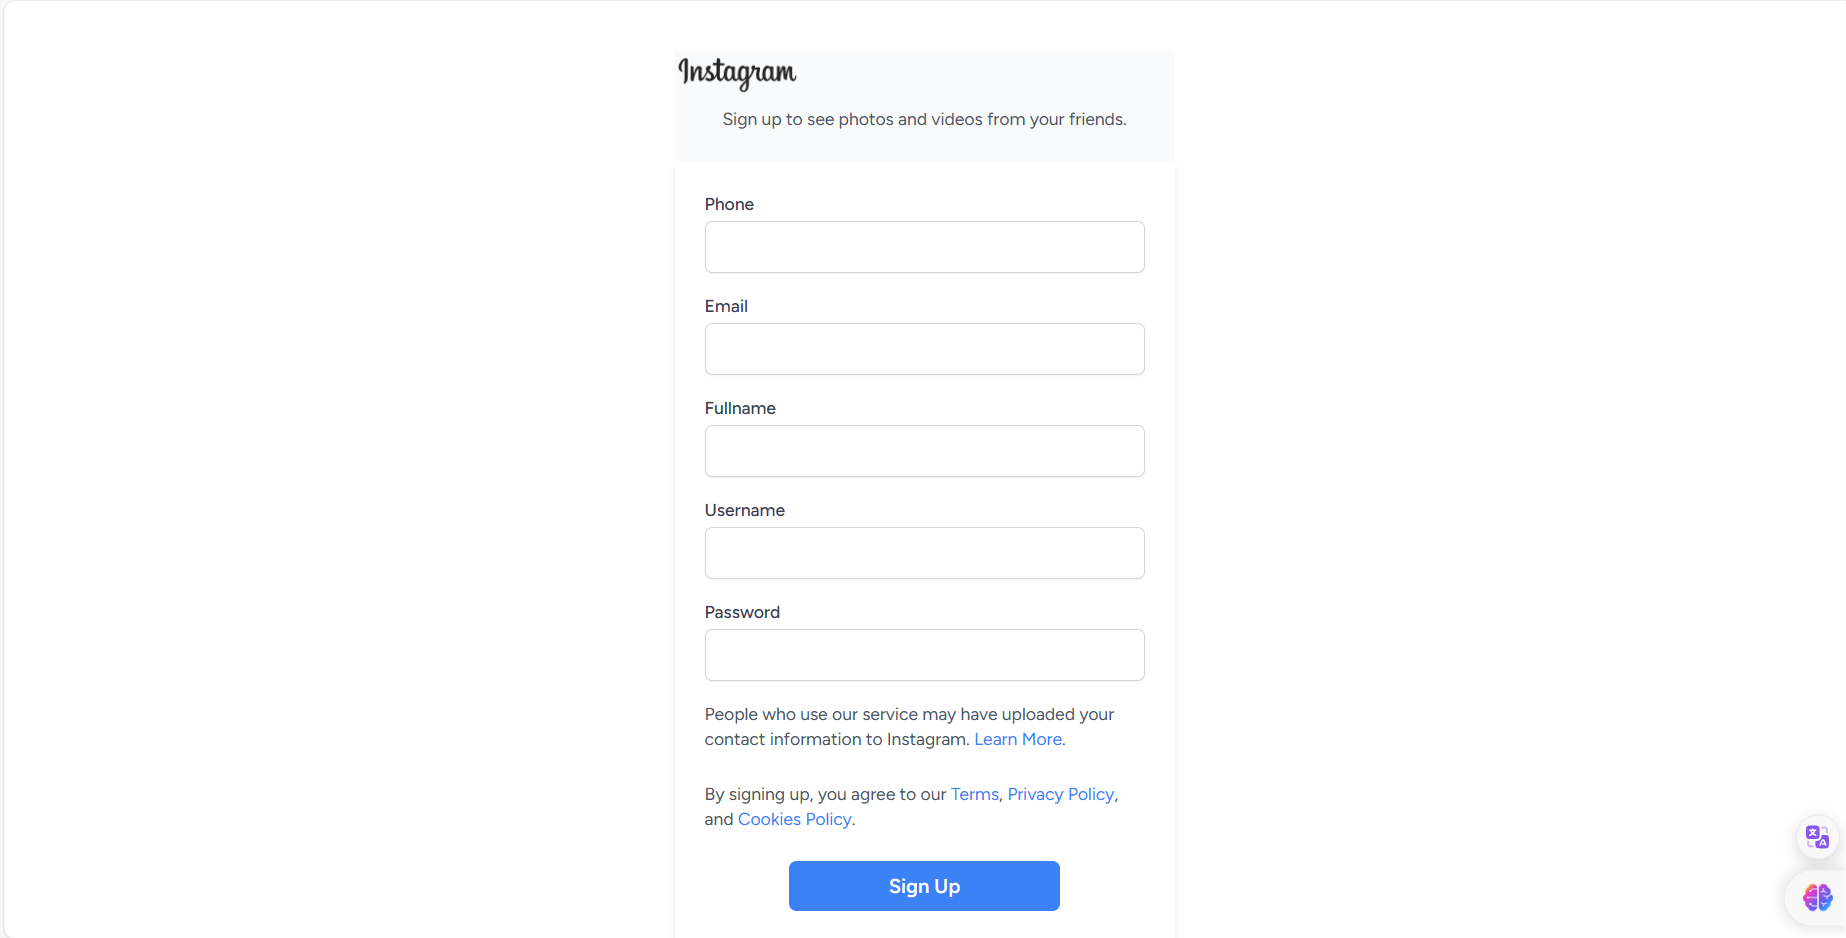 Instagram
Sign up to see photos and videos from your friends.
Phone
Email
Fullname
Username
Password
People who use our service may have uploaded your
contact information to Instagram. Learn More.
By signing up, you agree to our Terms, Privacy Policy,
and Cookies Policy.
Sign Up
文A